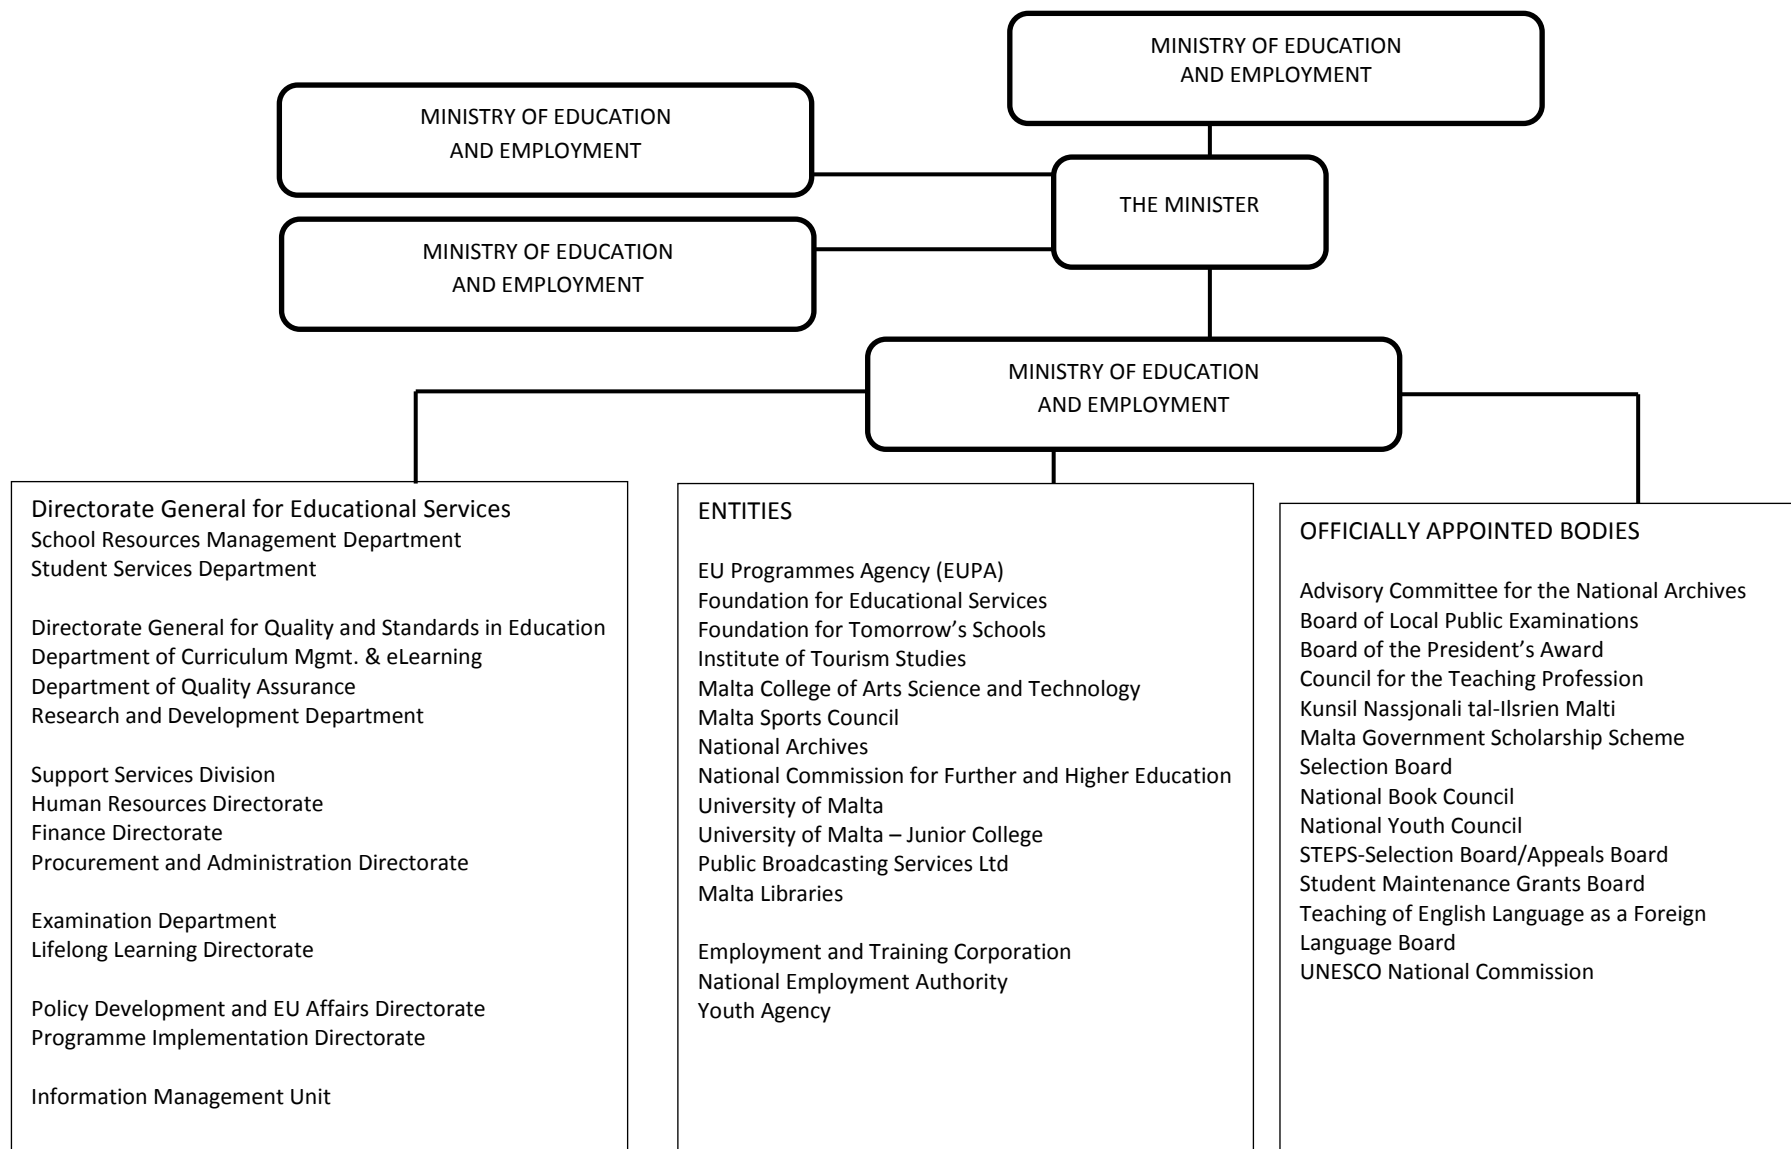 MINISTRY OF EDUCATION
AND EMPLOYMENT
MINISTRY OF EDUCATION
AND EMPLOYMENT
THE MINISTER
MINISTRY OF EDUCATION
AND EMPLOYMENT
MINISTRY OF EDUCATION
AND EMPLOYMENT
Directorate General for Educational Services
School Resources Management Department
Student Services Department
Directorate General for Quality and Standards in Education
Department of Curriculum Mgmt. & eLearning
Department of Quality Assurance
Research and Development Department
Support Services Division
Human Resources Directorate
Finance Directorate
Procurement and Administration Directorate
Examination Department
Lifelong Learning Directorate
Policy Development and EU Affairs Directorate
Programme Implementation Directorate
Information Management Unit
ENTITIES
EU Programmes Agency (EUPA)
Foundation for Educational Services
Foundation for Tomorrow’s Schools
Institute of Tourism Studies
Malta College of Arts Science and Technology
Malta Sports Council
National Archives
National Commission for Further and Higher Education
University of Malta
University of Malta – Junior College
Public Broadcasting Services Ltd
Malta Libraries
Employment and Training Corporation
National Employment Authority
Youth Agency
OFFICIALLY APPOINTED BODIES
Advisory Committee for the National Archives
Board of Local Public Examinations
Board of the President’s Award
Council for the Teaching Profession
Kunsil Nassjonali tal-Ilsrien Malti
Malta Government Scholarship Scheme
Selection Board
National Book Council
National Youth Council
STEPS-Selection Board/Appeals Board
Student Maintenance Grants Board
Teaching of English Language as a Foreign
Language Board
UNESCO National Commission